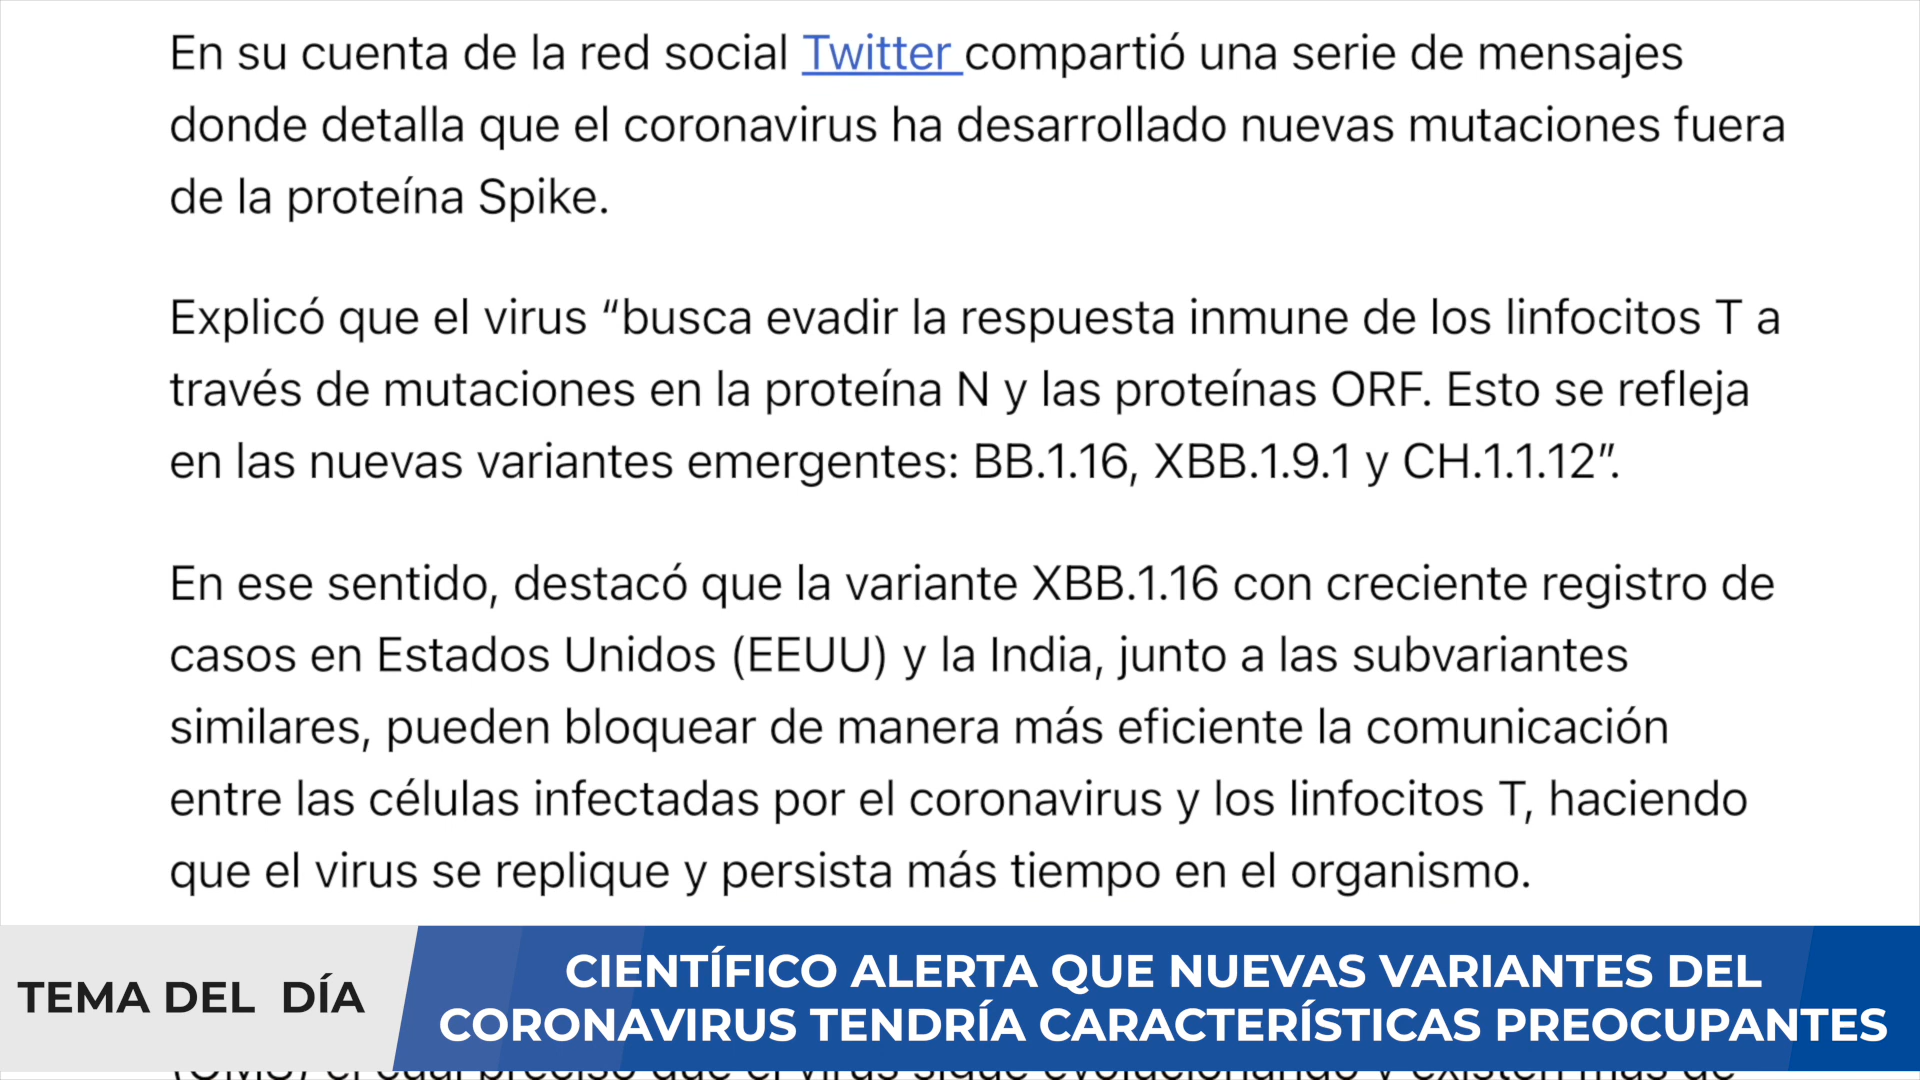 En su cuenta de la red social Twitter compartió una serie de mensajes
donde detalla que el coronavirus ha desarrollado nuevas mutaciones fuera
de la proteína Spike.
Explicó que el virus “busca evadir la respuesta inmune de los linfocitos T a
través de mutaciones en la proteína N y las proteínas ORF. Esto se refleja
en las nuevas variantes emergentes: BB.1.16, XBB.1.9.1 y CH.1.1.12”.
En ese sentido, destacó que la variante XBB.1.16 con creciente registro de
casos en Estados Unidos (EEUU) y la India, junto a las subvariantes
similares, pueden bloquear de manera más eficiente la comunicación
entre las células infectadas por el coronavirus y los linfocitos T, haciendo
que el virus se replique y persista más tiempo en el organismo.
TEMA DEL DÍA
CIENTÍFICO ALERTA QUE NUEVAS VARIANTES DEL
CORONAVIRUS TENDRÍA CARACTERÍSTICAS PREOCUPANTES